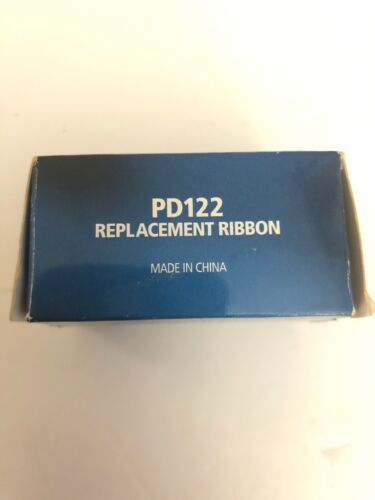 PD122
REPLACEMENT RIBBON
MADE IN CHINA